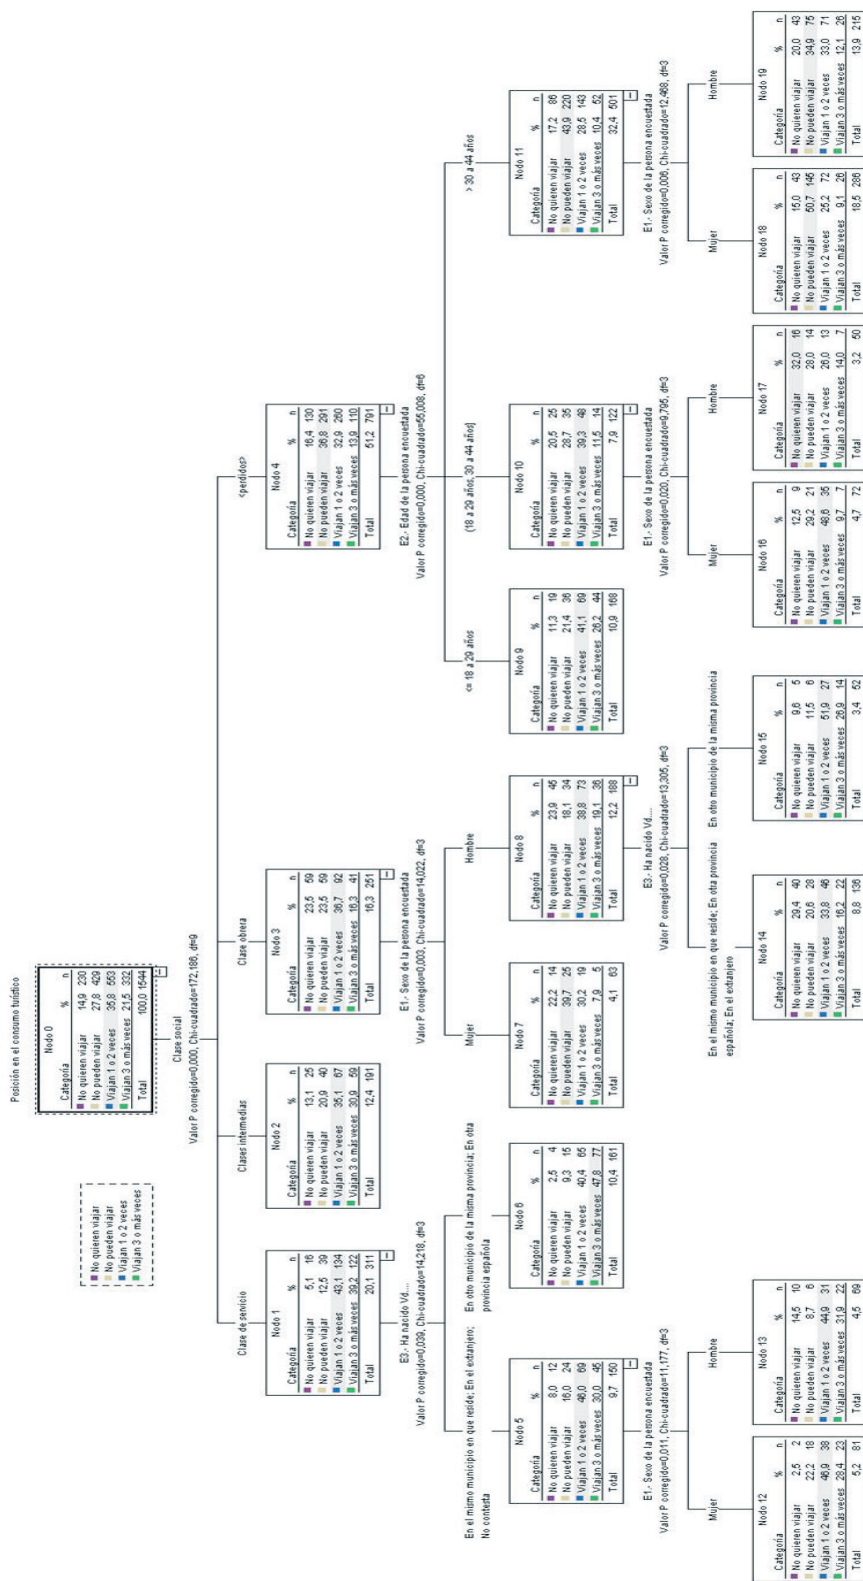 Posición en el consumo turídico
No quieren viajar
No pueden viajar
Viajan 1 o 2 veces
Viajan 3 o más veces
Nodo 0
Categoría % n
No quieren viajar 14,9 230
No pueden viajar 27,8 429
Viajan 1 o 2 veces 35,8 553
Viajan 3 o más veces 21,5 332
Total 100,0 1544
Clase social
Valor P corregido=0,000, Chi-cuadrado=172,186, df=9
Clase de servicio
Clases intermedias
Clase obrera
<perdidos>
Nodo 1
Categoría % n
No quieren viajar 5,1 16
No pueden viajar 12,5 39
Viajan 1 o 2 veces 43,1 134
Viajan 3 o más veces 39,2 122
Total 20,1 311
E3.- Ha nacido Vd....
Valor P corregido=0,039, Chi-cuadrado=14,218, df=3
Nodo 2
Categoría % n
No quieren viajar 13,1 25
No pueden viajar 20,9 40
Viajan 1 o 2 veces 35,1 67
Viajan 3 o más veces 30,9 59
Total 12,4 191
Nodo 3
Categoría % n
No quieren viajar 23,5 59
No pueden viajar 23,5 59
Viajan 1 o 2 veces 36,7 92
Viajan 3 o más veces 16,3 41
Total 16,3 251
E1.- Sexo de la persona encuestada
Valor P corregido=0,003, Chi-cuadrado=14,022, df=3
Nodo 4
Categoría % n
No quieren viajar 16,4 130
No pueden viajar 36,8 291
Viajan 1 o 2 veces 32,9 260
Viajan 3 o más veces 13,9 110
Total 51,2 791
E2.- Edad de la persona encuestada
Valor P corregido=0,000, Chi-cuadrado=55,008, df=6
En el mismo municipio en que reside; En el extranjero;
No contesta
En otro municipio de la misma provincia; En otra
provincia española
Mujer
Hombre
<= 18 a 29 años
(18 a 29 años, 30 a 44 años]
> 30 a 44 años
Nodo 5
Categoría % n
No quieren viajar 8,0 12
No pueden viajar 16,0 24
Viajan 1 o 2 veces 46,0 69
Viajan 3 o más veces 30,0 45
Total 9,7 150
E1.- Sexo de la persona encuestada
Valor P corregido=0,011, Chi-cuadrado=11,177, df=3
Nodo 6
Categoría % n
No quieren viajar 2,5 4
No pueden viajar 9,3 15
Viajan 1 o 2 veces 40,4 65
Viajan 3 o más veces 47,8 77
Total 10,4 161
Nodo 7
Categoría % n
No quieren viajar 22,2 14
No pueden viajar 39,7 25
Viajan 1 o 2 veces 30,2 19
Viajan 3 o más veces 7,9 5
Total 4,1 63
Nodo 8
Categoría % n
No quieren viajar 23,9 45
No pueden viajar 18,1 34
Viajan 1 o 2 veces 38,8 73
Viajan 3 o más veces 19,1 36
Total 12,2 188
E3.- Ha nacido Vd....
Valor P corregido=0,028, Chi-cuadrado=13,305, df=3
Nodo 9
Categoría % n
No quieren viajar 11,3 19
No pueden viajar 21,4 36
Viajan 1 o 2 veces 41,1 69
Viajan 3 o más veces 26,2 44
Total 10,9 168
Nodo 10
Categoría % n
No quieren viajar 20,5 25
No pueden viajar 28,7 35
Viajan 1 o 2 veces 39,3 48
Viajan 3 o más veces 11,5 14
Total 7,9 122
E1.- Sexo de la persona encuestada
Valor P corregido=0,020, Chi-cuadrado=9,795, df=3
Nodo 11
Categoría % n
No quieren viajar 17,2 86
No pueden viajar 43,9 220
Viajan 1 o 2 veces 28,5 143
Viajan 3 o más veces 10,4 52
Total 32,4 501
E1.- Sexo de la persona encuestada
Valor P corregido=0,006, Chi-cuadrado=12,468, df=3
Mujer
Hombre
En el mismo municipio en que reside; En otra provincia
española; En el extranjero
En otro municipio de la misma provincia
Mujer
Hombre
Mujer
Hombre
Nodo 12
Categoría % n
No quieren viajar 2,5 2
No pueden viajar 22,2 18
Viajan 1 o 2 veces 46,9 38
Viajan 3 o más veces 28,4 23
Total 5,2 81
Nodo 13
Categoría % n
No quieren viajar 14,5 10
No pueden viajar 8,7 6
Viajan 1 o 2 veces 44,9 31
Viajan 3 o más veces 31,9 22
Total 4,5 69
Nodo 14
Categoría % n
No quieren viajar 29,4 40
No pueden viajar 20,6 28
Viajan 1 o 2 veces 33,8 46
Viajan 3 o más veces 16,2 22
Total 8,8 136
Nodo 15
Categoría % n
No quieren viajar 9,6 5
No pueden viajar 11,5 6
Viajan 1 o 2 veces 51,9 27
Viajan 3 o más veces 26,9 14
Total 3,4 52
Nodo 16
Categoría % n
No quieren viajar 12,5 9
No pueden viajar 29,2 21
Viajan 1 o 2 veces 48,6 35
Viajan 3 o más veces 9,7 7
Total 4,7 72
Nodo 17
Categoría % n
No quieren viajar 32,0 16
No pueden viajar 28,0 14
Viajan 1 o 2 veces 26,0 13
Viajan 3 o más veces 14,0 7
Total 3,2 50
Nodo 18
Categoría % n
No quieren viajar 15,0 43
No pueden viajar 50,7 145
Viajan 1 o 2 veces 25,2 72
Viajan 3 o más veces 9,1 26
Total 18,5 286
Nodo 19
Categoría % n
No quieren viajar 20,0 43
No pueden viajar 34,9 75
Viajan 1 o 2 veces 33,0 71
Viajan 3 o más veces 12,1 26
Total 13,9 215